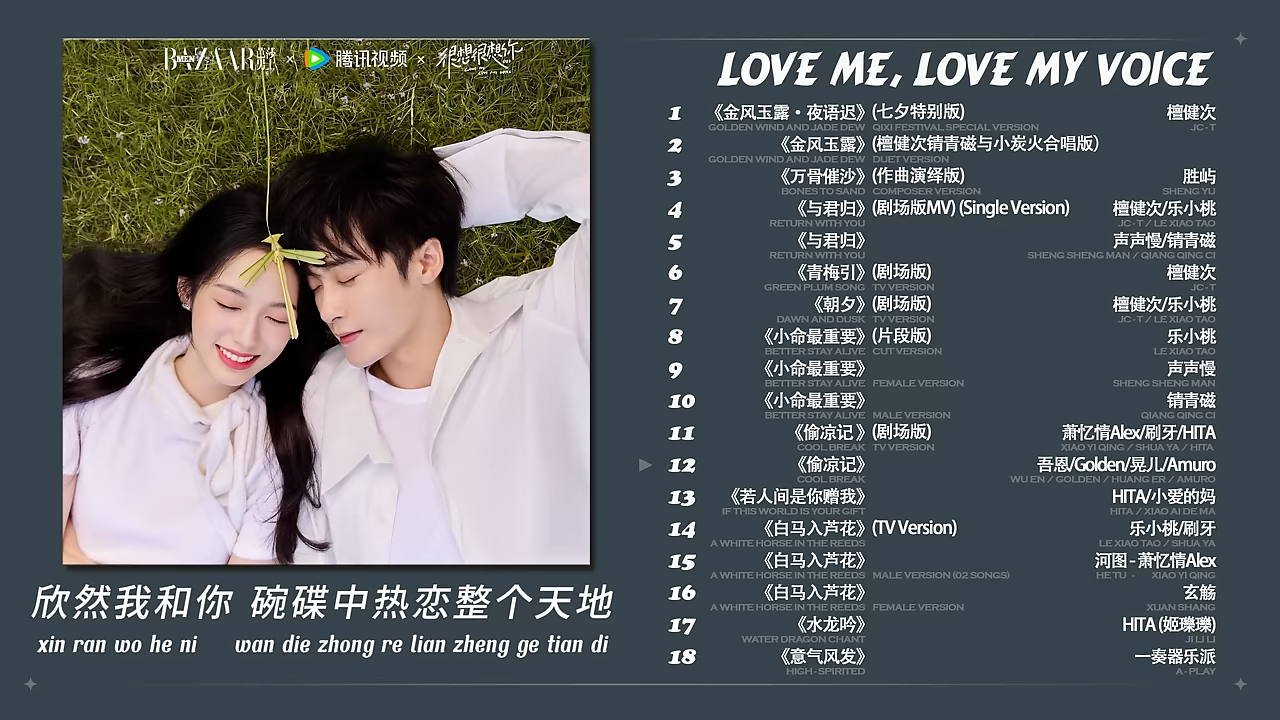 BAZAAR MEN × 腾讯视频 × 很想很想你
LOVE ME, LOVE MY VOICE
1 《金风玉露·夜语迟》 (七夕特别版) 檀健次
GOLDEN WIND AND JADE DEW QIXI FESTIVAL SPECIAL VERSION JC-T
2 《金风玉露》 (檀健次锖青磁与小炭火合唱版)
GOLDEN WIND AND JADE DEW DUET VERSION
3 《万骨催沙》 (作曲演绎版) 胜屿
BONES TO SAND COMPOSER VERSION SHENG YU
4 《与君归》 (剧场版MV) (Single Version) 檀健次/乐小桃
RETURN WITH YOU JC-T / LE XIAO TAO
5 《与君归》 声声慢/锖青磁
RETURN WITH YOU SHENG SHENG MAN / QIANG QING CI
6 《青梅引》 (剧场版) 檀健次
GREEN PLUM SONG TV VERSION JC-T
7 《朝夕》 (剧场版) 檀健次/乐小桃
DAWN AND DUSK TV VERSION JC-T / LE XIAO TAO
8 《小命最重要》 (片段版) 乐小桃
BETTER STAY ALIVE CUT VERSION LE XIAO TAO
9 《小命最重要》 声声慢
BETTER STAY ALIVE FEMALE VERSION SHENG SHENG MAN
10 《小命最重要》 锖青磁
BETTER STAY ALIVE MALE VERSION QIANG QING CI
11 《偷凉记 》 (剧场版) 萧忆情Alex/刷牙/HITA
COOL BREAK TV VERSION XIAO YI QING / SHUA YA / HITA
12 《偷凉记》 吾恩/Golden/晃儿/Amuro
COOL BREAK WU EN / GOLDEN / HUANG ER / AMURO
13 《若人间是你赠我》 HITA/小爱的妈
IF THIS WORLD IS YOUR GIFT HITA / XIAO AI DE MA
14 《白马入芦花》 (TV Version) 乐小桃/刷牙
A WHITE HORSE IN THE REEDS LE XIAO TAO / SHUA YA
15 《白马入芦花》 河图 - 萧忆情Alex
A WHITE HORSE IN THE REEDS MALE VERSION (02 SONGS) HE TU - XIAO YI QING
16 《白马入芦花》 玄觞
A WHITE HORSE IN THE REEDS FEMALE VERSION XUAN SHANG
17 《水龙吟》 HITA (姬璨璨)
WATER DRAGON CHANT JI LI LI
18 《意气风发》 一奏器乐派
HIGH-SPIRITED A-PLAY
欣然我和你 碗碟中热恋整个天地
xin ran wo he ni wan die zhong re lian zheng ge tian di